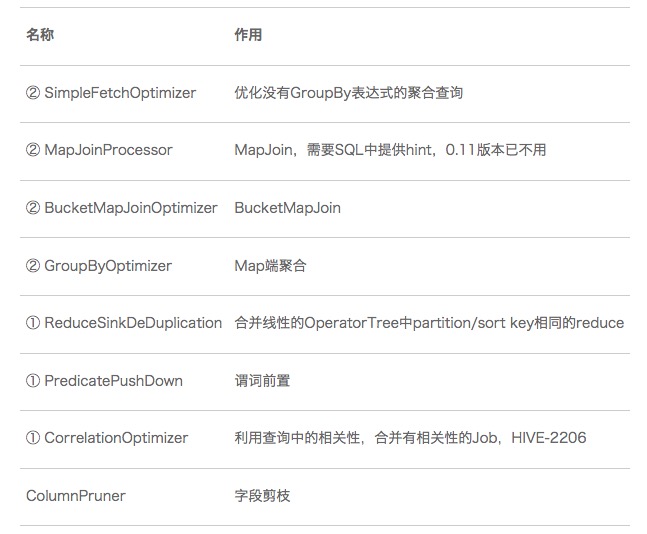 名称 作用
② SimpleFetchOptimizer 优化没有GroupBy表达式的聚合查询
② MapJoinProcessor MapJoin，需要SQL中提供hint，0.11版本已不用
② BucketMapJoinOptimizer BucketMapJoin
② GroupByOptimizer Map端聚合
① ReduceSinkDeDuplication 合并线性的OperatorTree中partition/sort key相同的reduce
① PredicatePushDown 谓词前置
① CorrelationOptimizer 利用查询中的相关性，合并有相关性的Job，HIVE-2206
ColumnPruner 字段剪枝